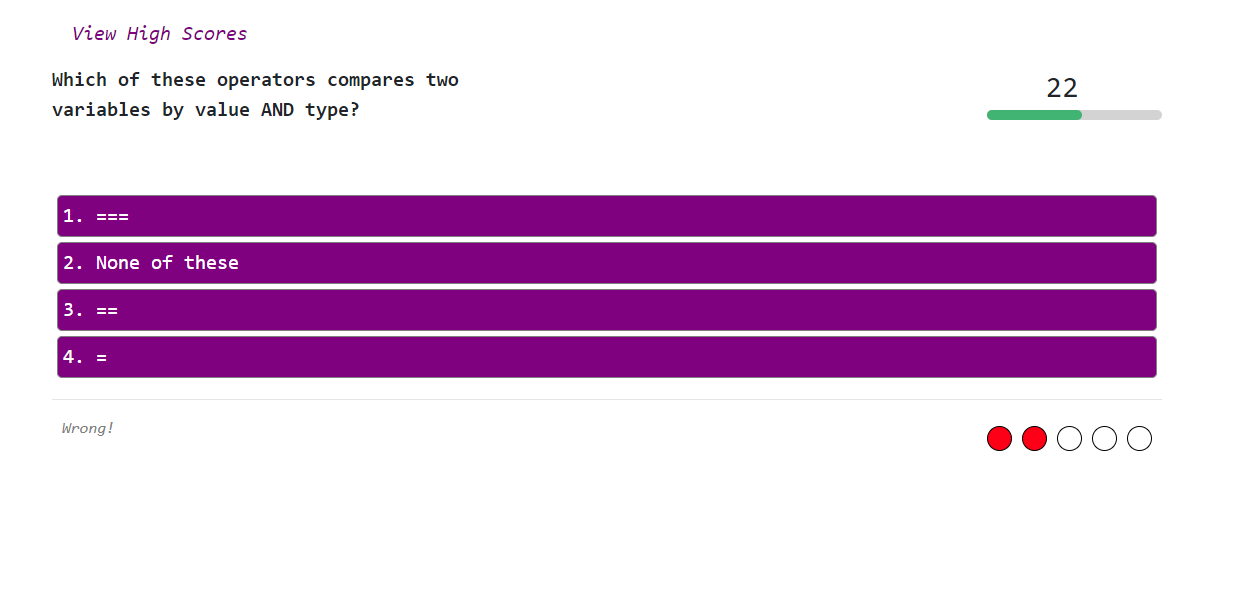 View High Scores
Which of these operators compares two
variables by value AND type?
22
1. ===
2. None of these
3. ==
4. =
Wrong!